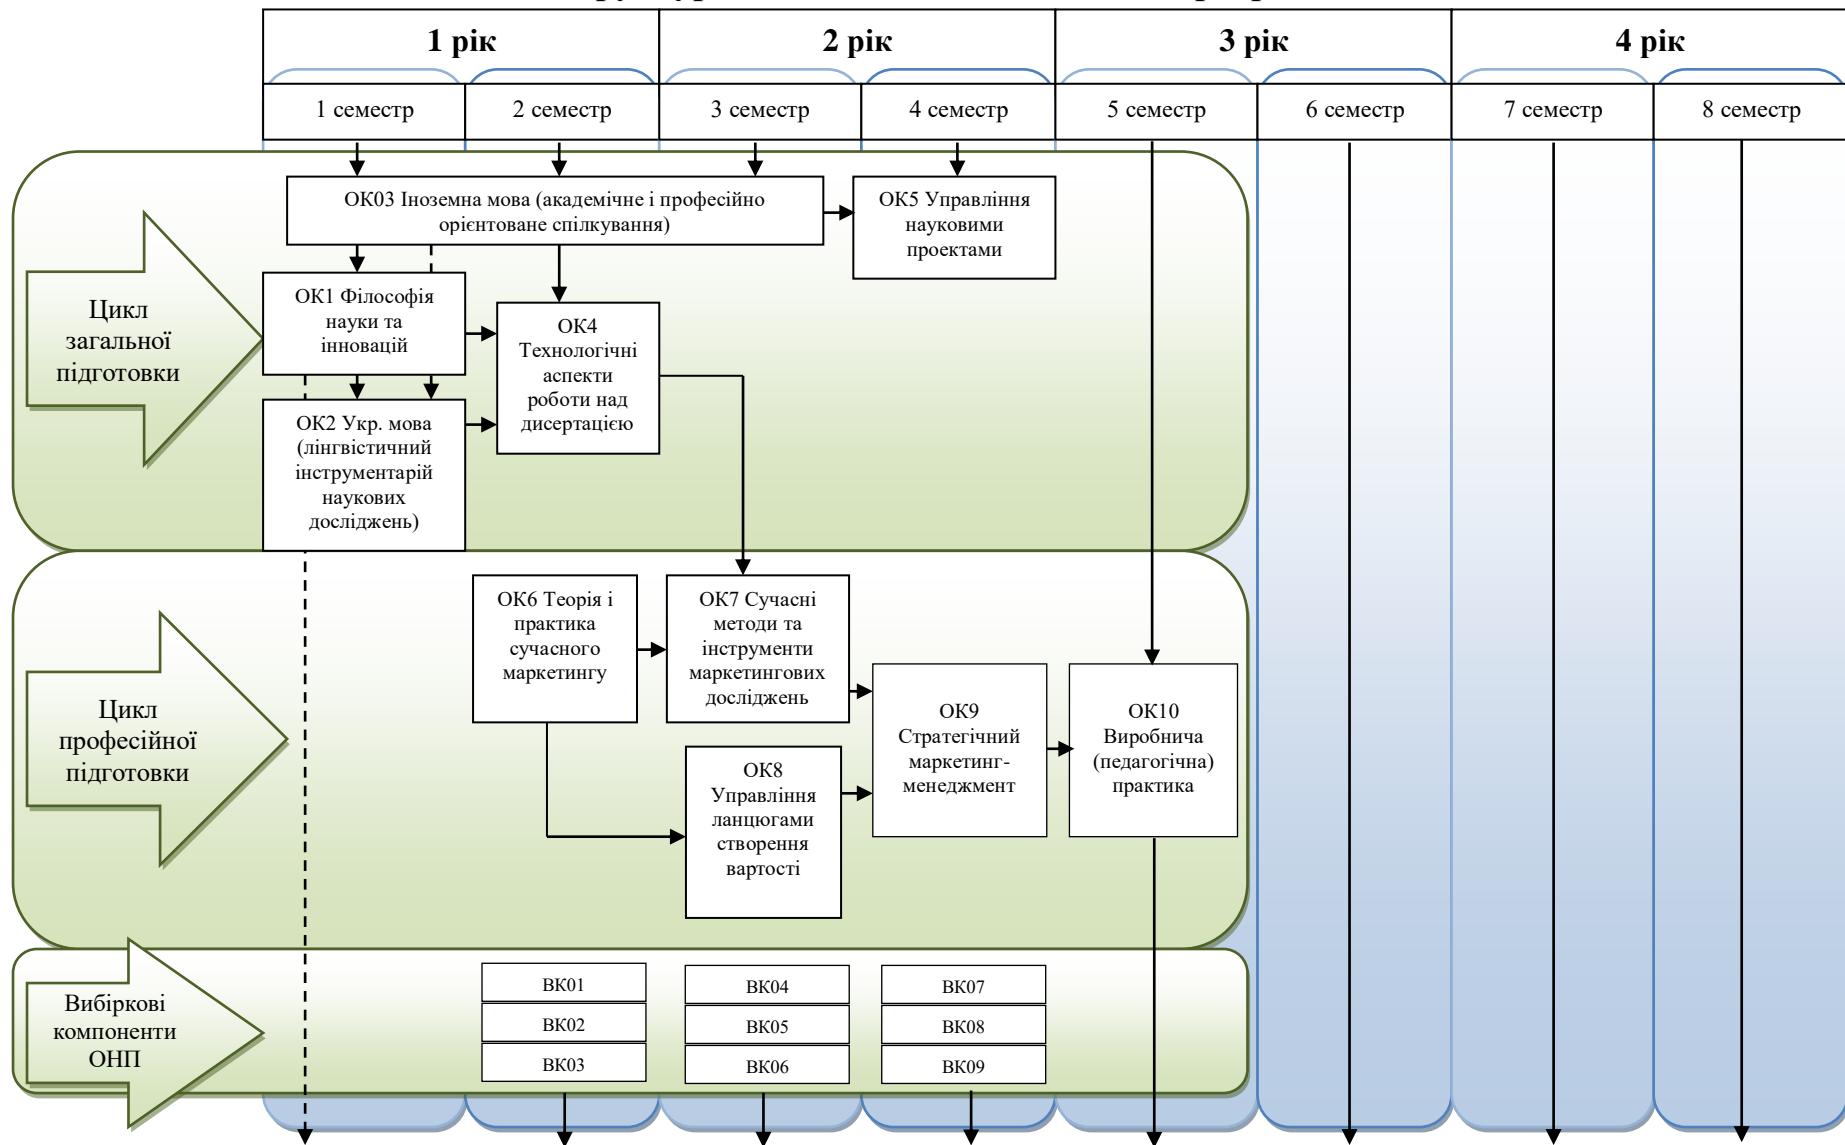 1 рік
2 рік
3 рік
4 рік
1 семестр
2 семестр
3 семестр
4 семестр
5 семестр
6 семестр
7 семестр
8 семестр
Цикл
загальної
підготовки
ОК03 Іноземна мова (академічне і професійно
орієнтоване спілкування)
ОК5 Управління
науковими
проектами
ОК1 Філософія
науки та
інновацій
ОК4
Технологічні
аспекти
роботи над
дисертацією
ОК2 Укр. мова
(лінгвістичний
інструментарій
наукових
досліджень)
Цикл
професійної
підготовки
ОК6 Теорія і
практика
сучасного
маркетингу
ОК7 Сучасні
методи та
інструменти
маркетингових
досліджень
ОК8
Управління
ланцюгами
створення
вартості
ОК9
Стратегічний
маркетинг-
менеджмент
ОК10
Виробнича
(педагогічна)
практика
Вибіркові
компоненти
ОНП
ВК01
ВК02
ВК03
ВК04
ВК05
ВК06
ВК07
ВК08
ВК09